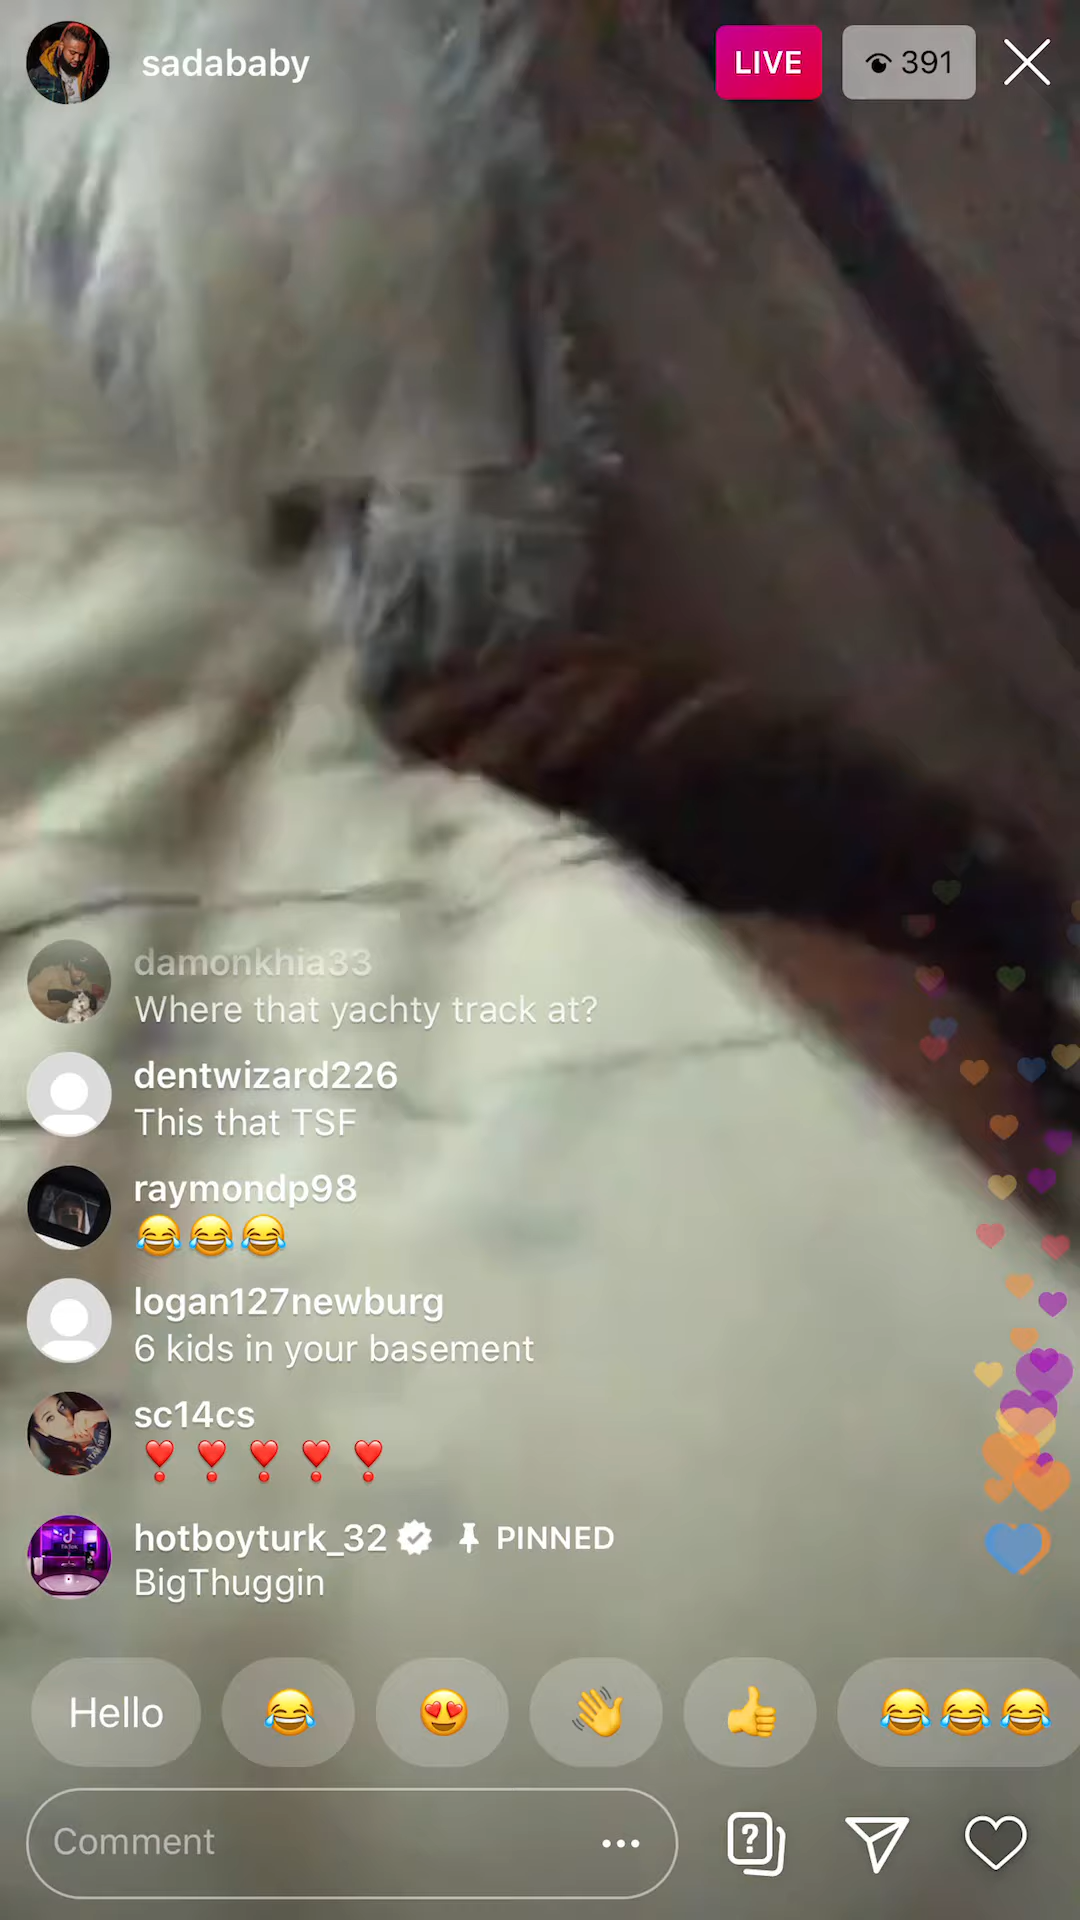 sadababy
LIVE
391
damonkhia33
Where that yachty track at?
dentwizard226
This that TSF
raymondp98
😂😂😂
logan127newburg
6 kids in your basement
sc14cs
❣️❣️❣️❣️❣️
hotboyturk_32 PINNED
BigThuggin
Hello 😂 😍 👋 👍 😂😂😂
Comment